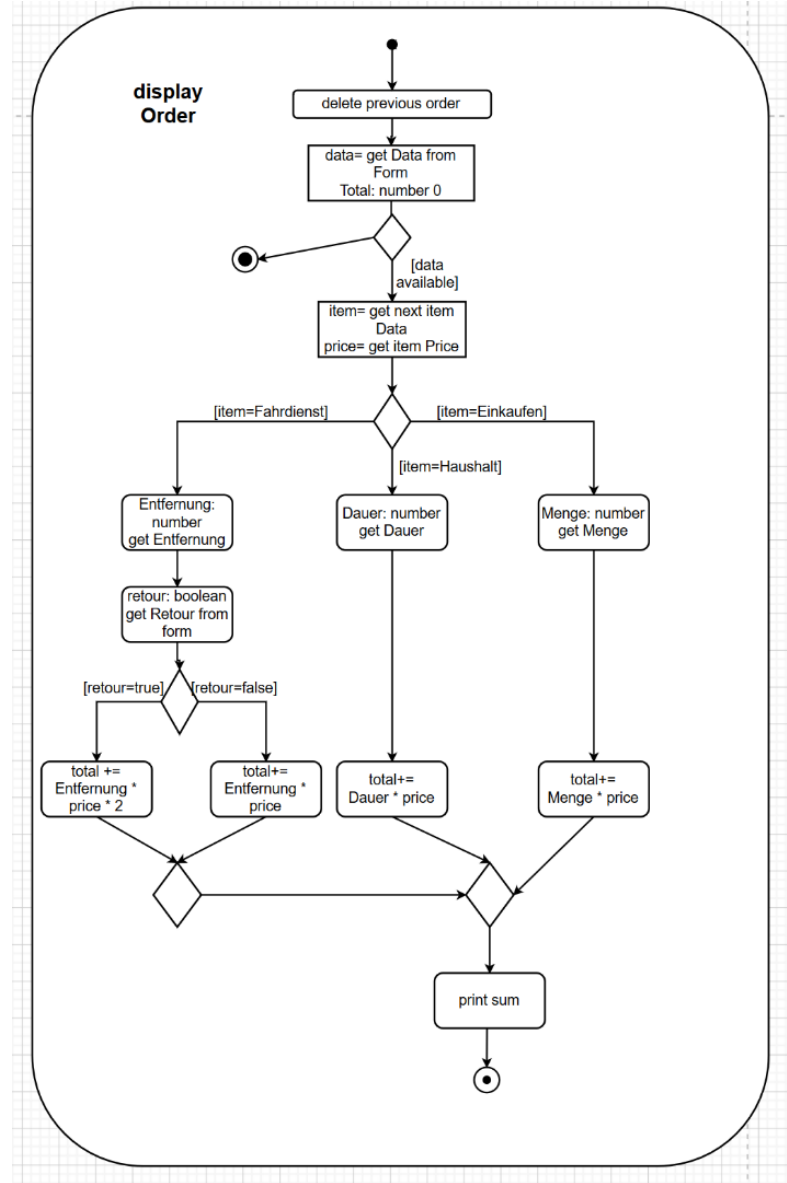 display
Order
delete previous order
data= get Data from
Form
Total: number 0
[data
available]
item= get next item
Data
price= get item Price
[item=Fahrdienst]
[item=Einkaufen]
[item=Haushalt]
Entfernung:
number
get Entfernung
Dauer: number
get Dauer
Menge: number
get Menge
retour: boolean
get Retour from
form
[retour=true]
[retour=false]
total +=
Entfernung *
price * 2
total+=
Entfernung *
price
total+=
Dauer * price
total+=
Menge * price
print sum